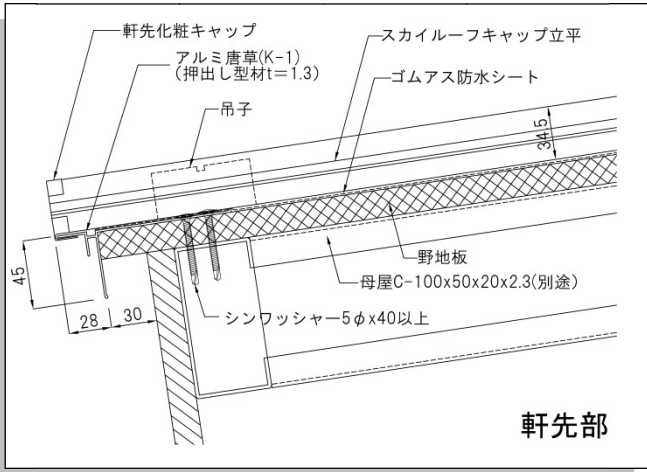 軒先化粧キャップ
アルミ唐草(K-1)
(押出し型材t=1.3)
吊子
スカイルーフキャップ立平
ゴムアス防水シート
34.5
野地板
母屋C-100x50x20x2.3(別途)
シンワッシャー5φx40以上
45
28
30
軒先部